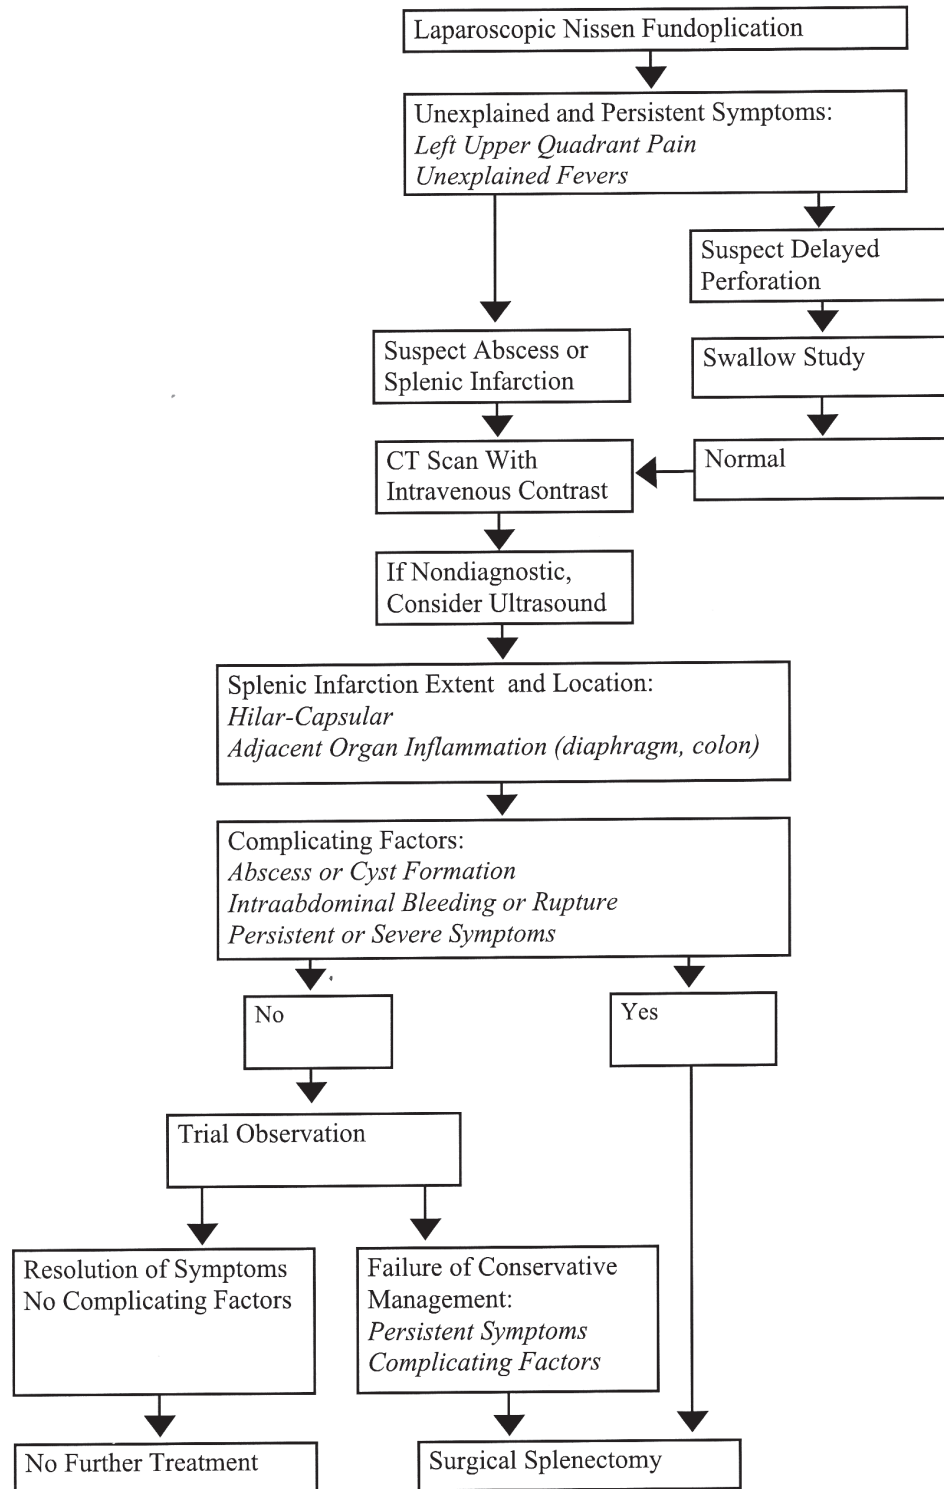 Laparoscopic Nissen Fundoplication
Unexplained and Persistent Symptoms:
Left Upper Quadrant Pain
Unexplained Fevers
Suspect Delayed
Perforation
Suspect Abscess or
Splenic Infarction
Swallow Study
CT Scan With
Intravenous Contrast
Normal
If Nondiagnostic,
Consider Ultrasound
Splenic Infarction Extent and Location:
Hilar-Capsular
Adjacent Organ Inflammation (diaphragm, colon)
Complicating Factors:
Abscess or Cyst Formation
Intraabdominal Bleeding or Rupture
Persistent or Severe Symptoms
No
Yes
Trial Observation
Resolution of Symptoms
No Complicating Factors
Failure of Conservative
Management:
Persistent Symptoms
Complicating Factors
No Further Treatment
Surgical Splenectomy